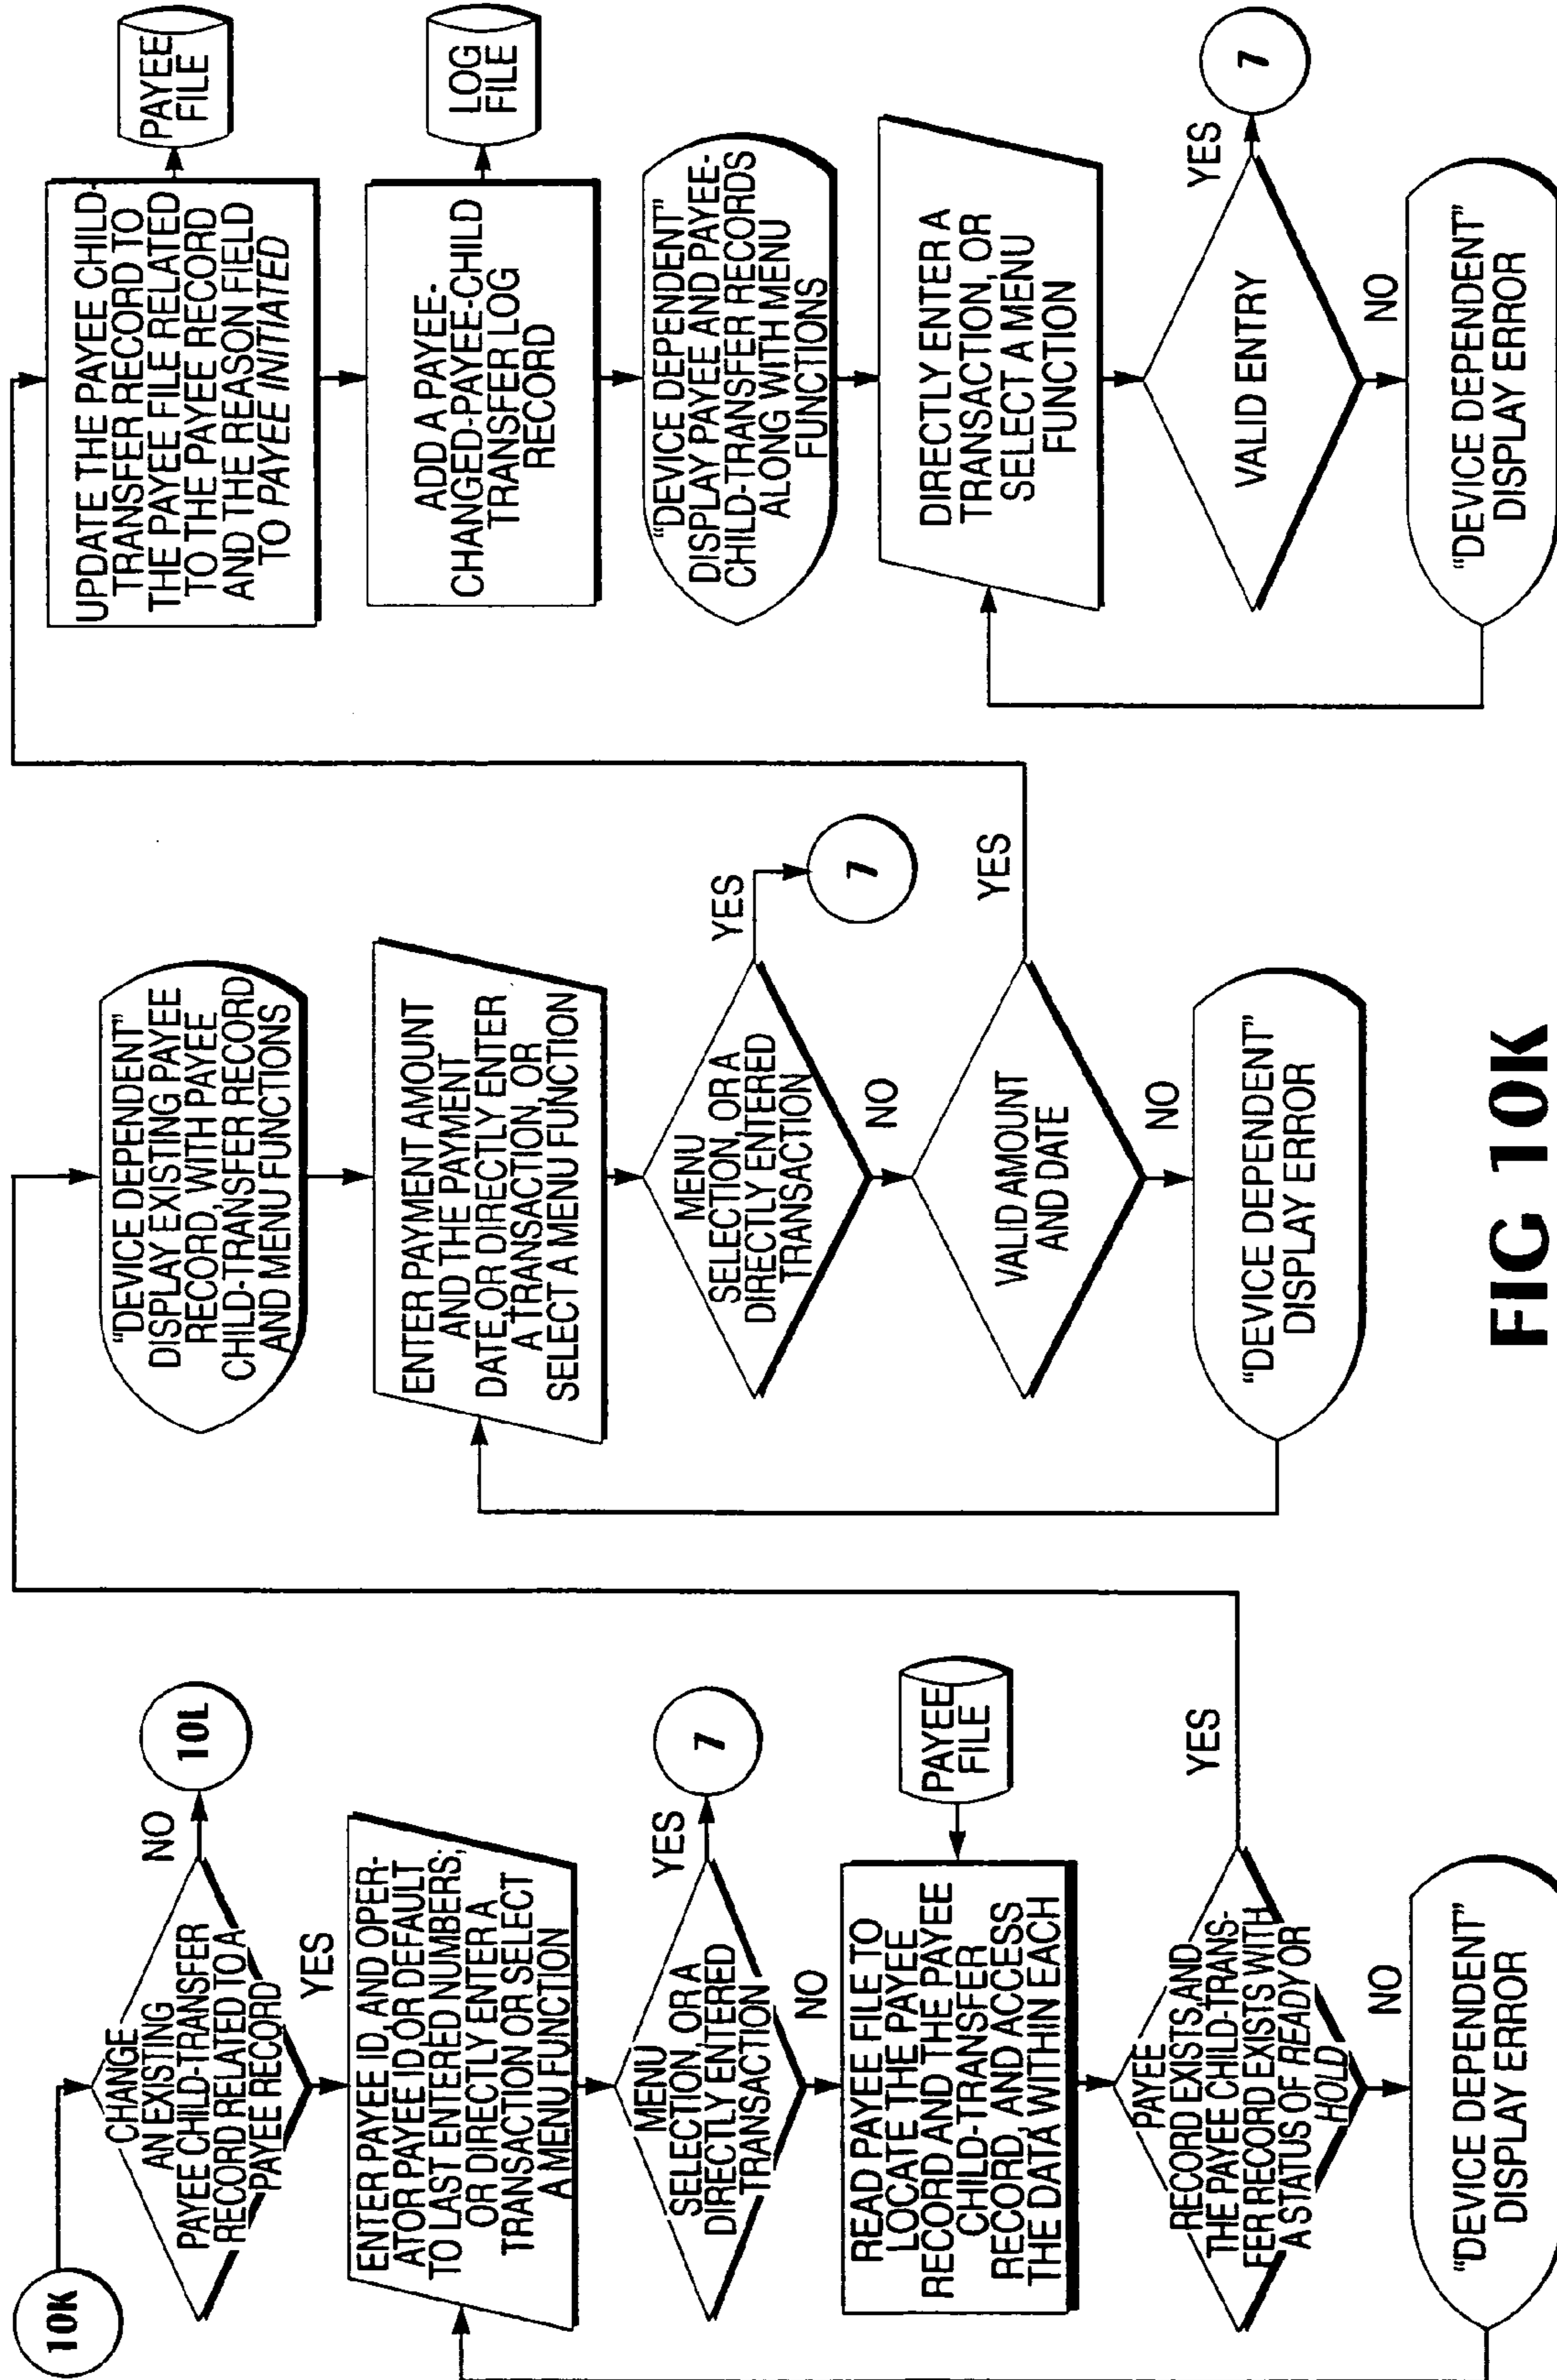 10K
CHANGE
AN EXISTING
PAYEE CHILD-TRANSFER
RECORD RELATED TO A
PAYEE RECORD
NO
10L
YES
ENTER PAYEE ID, AND OPER-
ATOR PAYEE ID OR DEFAULT
TO LAST ENTERED NUMBERS;
OR DIRECTLY ENTER A
TRANSACTION OR SELECT
A MENU FUNCTION
MENU
SELECTION, OR A
DIRECTLY ENTERED
TRANSACTION
YES
7
NO
READ PAYEE FILE TO
LOCATE THE PAYEE
RECORD AND THE PAYEE
CHILD-TRANSFER
RECORD, AND ACCESS
THE DATA WITHIN EACH
PAYEE
FILE
PAYEE
RECORD EXISTS, AND
THE PAYEE CHILD-TRANS-
FER RECORD EXISTS WITH
A STATUS OF READY OR
HOLD
YES
NO
"DEVICE DEPENDENT"
DISPLAY ERROR
"DEVICE DEPENDENT"
DISPLAY EXISTING PAYEE
RECORD, WITH PAYEE
CHILD-TRANSFER RECORD
AND MENU FUNCTIONS
ENTER PAYMENT AMOUNT
AND THE PAYMENT
DATE, OR DIRECTLY ENTER
A TRANSACTION, OR
SELECT A MENU FUNCTION
MENU
SELECTION, OR A
DIRECTLY ENTERED
TRANSACTION
YES
7
NO
VALID AMOUNT
AND DATE
YES
NO
"DEVICE DEPENDENT"
DISPLAY ERROR
UPDATE THE PAYEE CHILD-
TRANSFER RECORD TO
THE PAYEE FILE RELATED
TO THE PAYEE RECORD
AND THE REASON FIELD
TO PAYEE INITIATED
PAYEE
FILE
ADD A PAYEE-
CHANGED-PAYEE-CHILD
TRANSFER LOG
RECORD
LOG
FILE
"DEVICE DEPENDENT"
DISPLAY PAYEE AND PAYEE-
CHILD-TRANSFER RECORDS
ALONG WITH MENU
FUNCTIONS
DIRECTLY ENTER A
TRANSACTION, OR
SELECT A MENU
FUNCTION
VALID ENTRY
YES
7
NO
"DEVICE DEPENDENT"
DISPLAY ERROR
FIG 10K